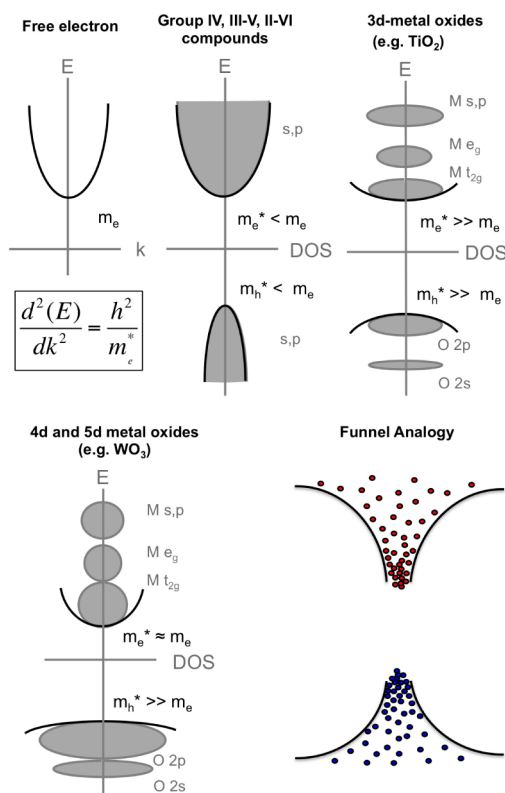 Free electron
E
mₑ
k
d²(E)/dk² = h²/mₑ*
Group IV, III-V, II-VI
compounds
E
s,p
mₑ* < mₑ
DOS
mₕ* < mₑ
s,p
3d-metal oxides
(e.g. TiO₂)
E
M s,p
M e_g
M t₂g
mₑ* >> mₑ
DOS
mₕ* >> mₑ
O 2p
O 2s
4d and 5d metal oxides
(e.g. WO₃)
E
M s,p
M e_g
M t₂g
mₑ* ≈ mₑ
DOS
mₕ* >> mₑ
O 2p
O 2s
Funnel Analogy